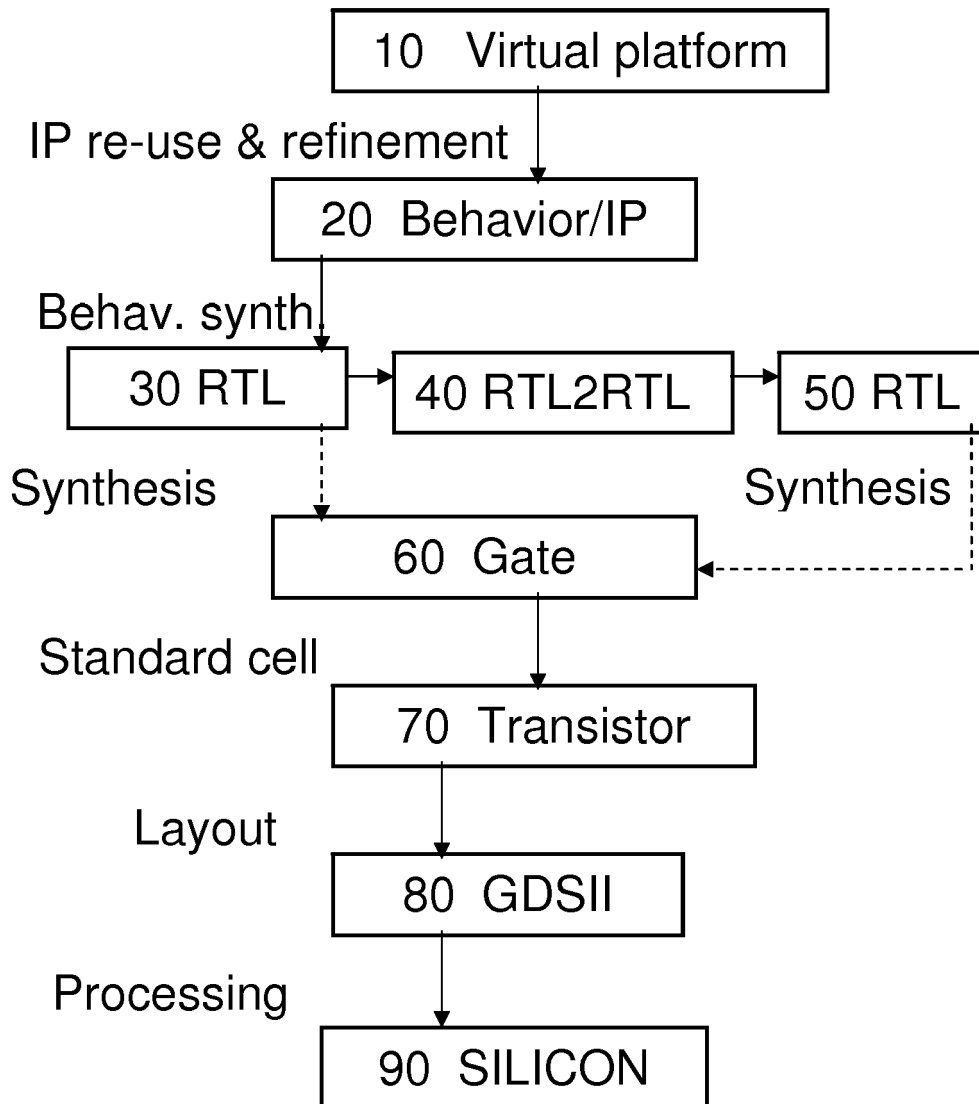 10 Virtual platform
IP re-use & refinement
20 Behavior/IP
Behav. synth.
30 RTL
40 RTL2RTL
50 RTL
Synthesis
Synthesis
60 Gate
Standard cell
70 Transistor
Layout
80 GDSII
Processing
90 SILICON